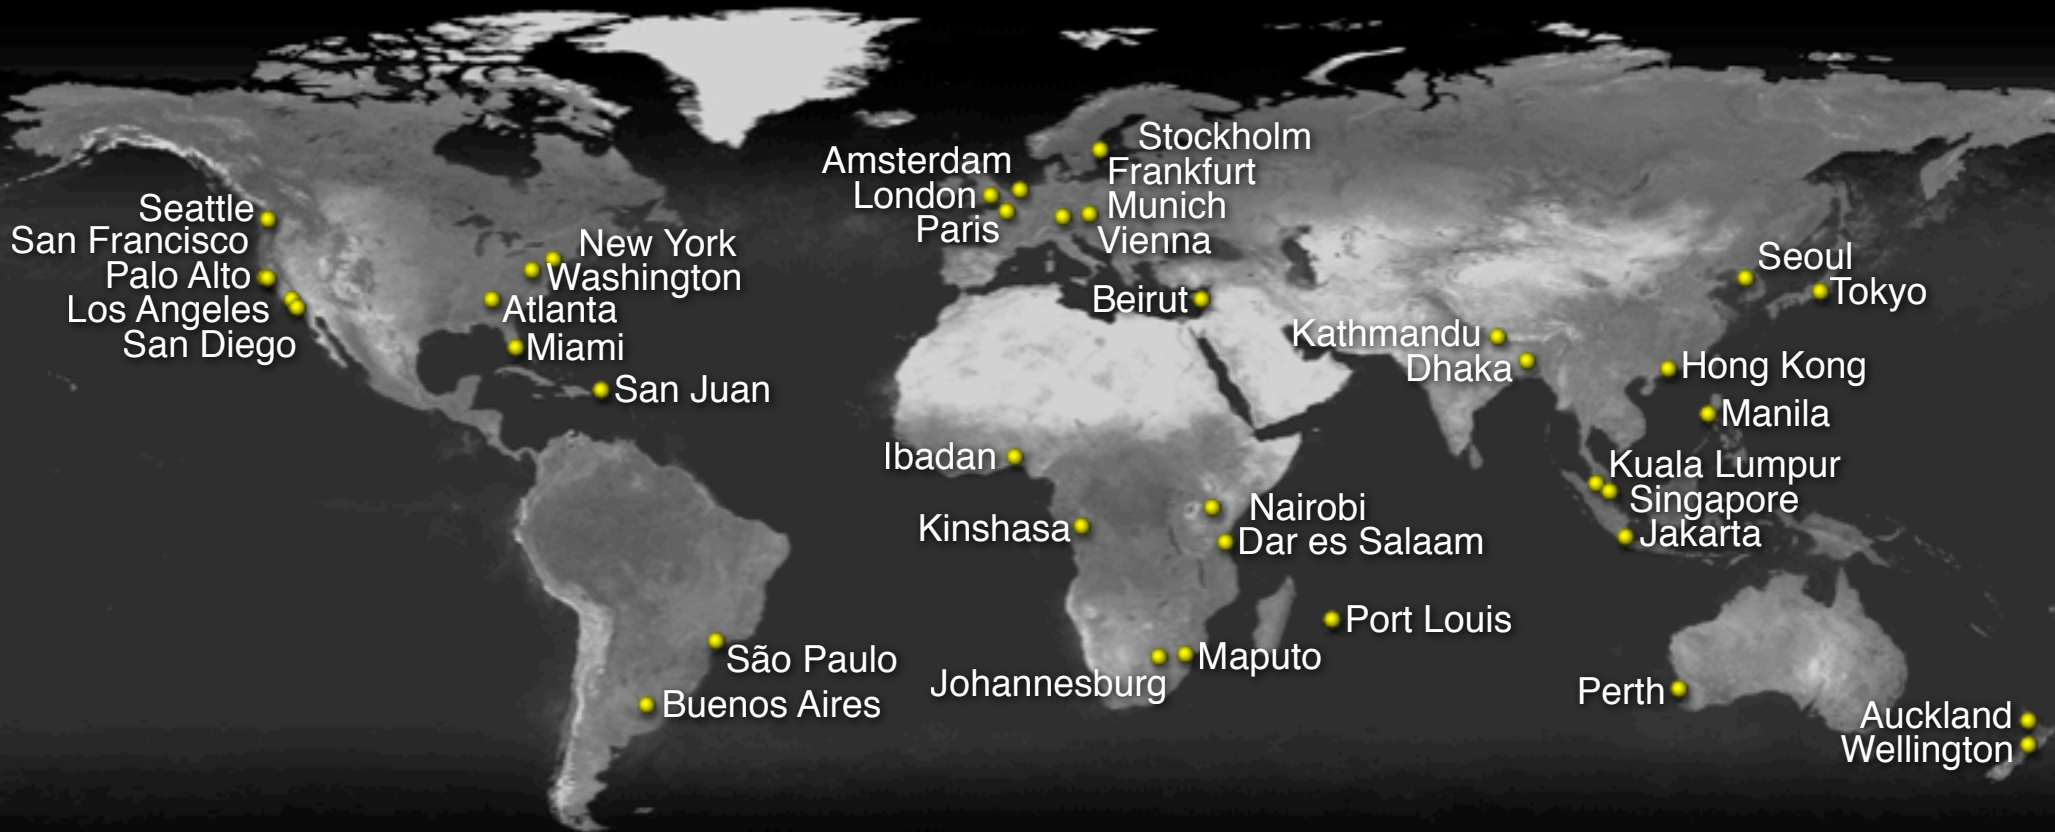 Stockholm
Amsterdam
Frankfurt
London
Munich
Paris
Vienna
Seattle
San Francisco
Palo Alto
Los Angeles
San Diego
New York
Washington
Atlanta
Miami
San Juan
Beirut
Seoul
Tokyo
Kathmandu
Dhaka
Hong Kong
Manila
Ibadan
Kuala Lumpur
Singapore
Jakarta
Nairobi
Kinshasa
Dar es Salaam
Port Louis
São Paulo
Maputo
Johannesburg
Buenos Aires
Perth
Auckland
Wellington